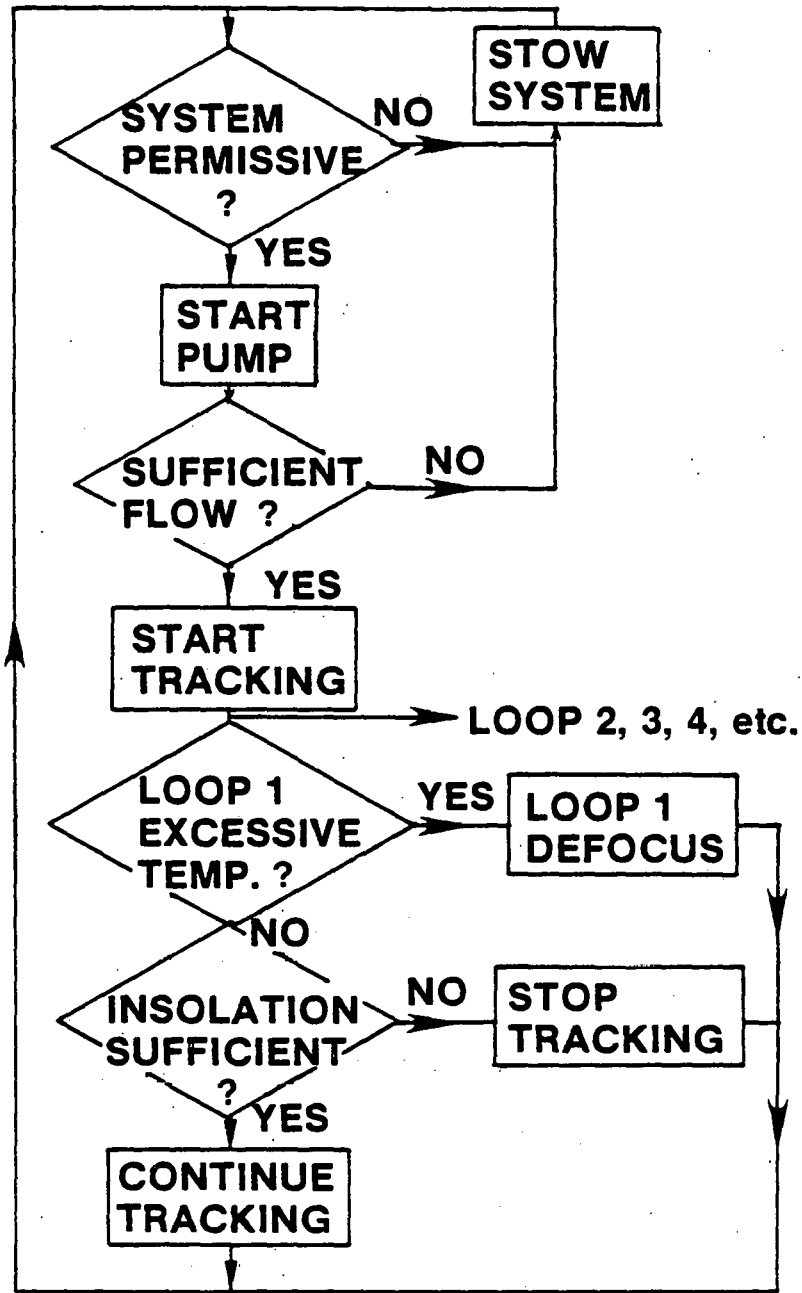 STOW
SYSTEM
NO
SYSTEM
PERMISSIVE
?
YES
START
PUMP
SUFFICIENT
FLOW ?
NO
YES
START
TRACKING
LOOP 2, 3, 4, etc.
LOOP 1
EXCESSIVE
TEMP. ?
YES
LOOP 1
DEFOCUS
NO
INSOLATION
SUFFICIENT
?
NO
STOP
TRACKING
YES
CONTINUE
TRACKING